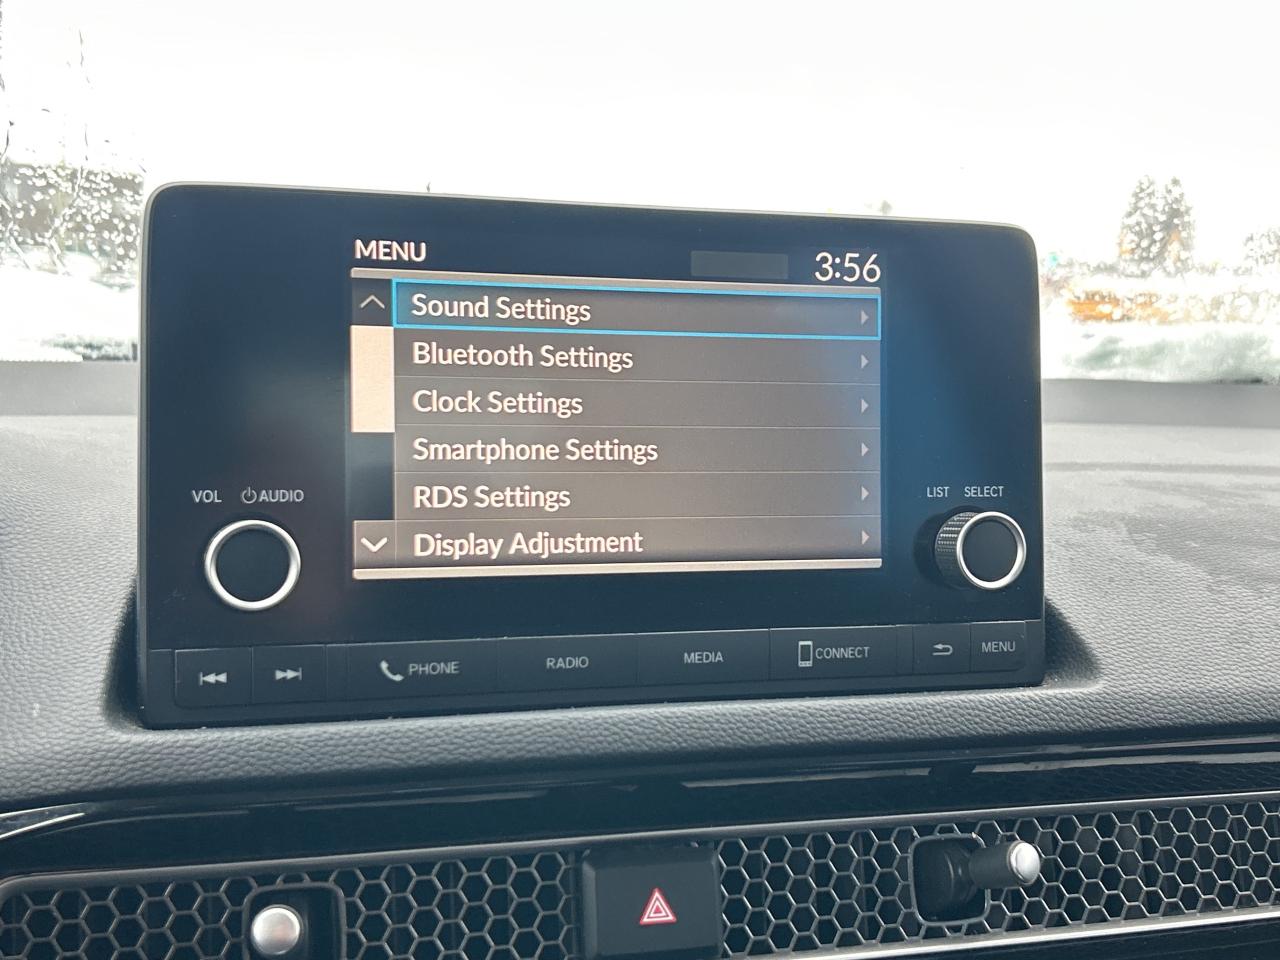 MENU
3:56
Sound Settings
Bluetooth Settings
Clock Settings
Smartphone Settings
RDS Settings
Display Adjustment
VOL AUDIO
LIST SELECT
PHONE
RADIO
MEDIA
CONNECT
MENU